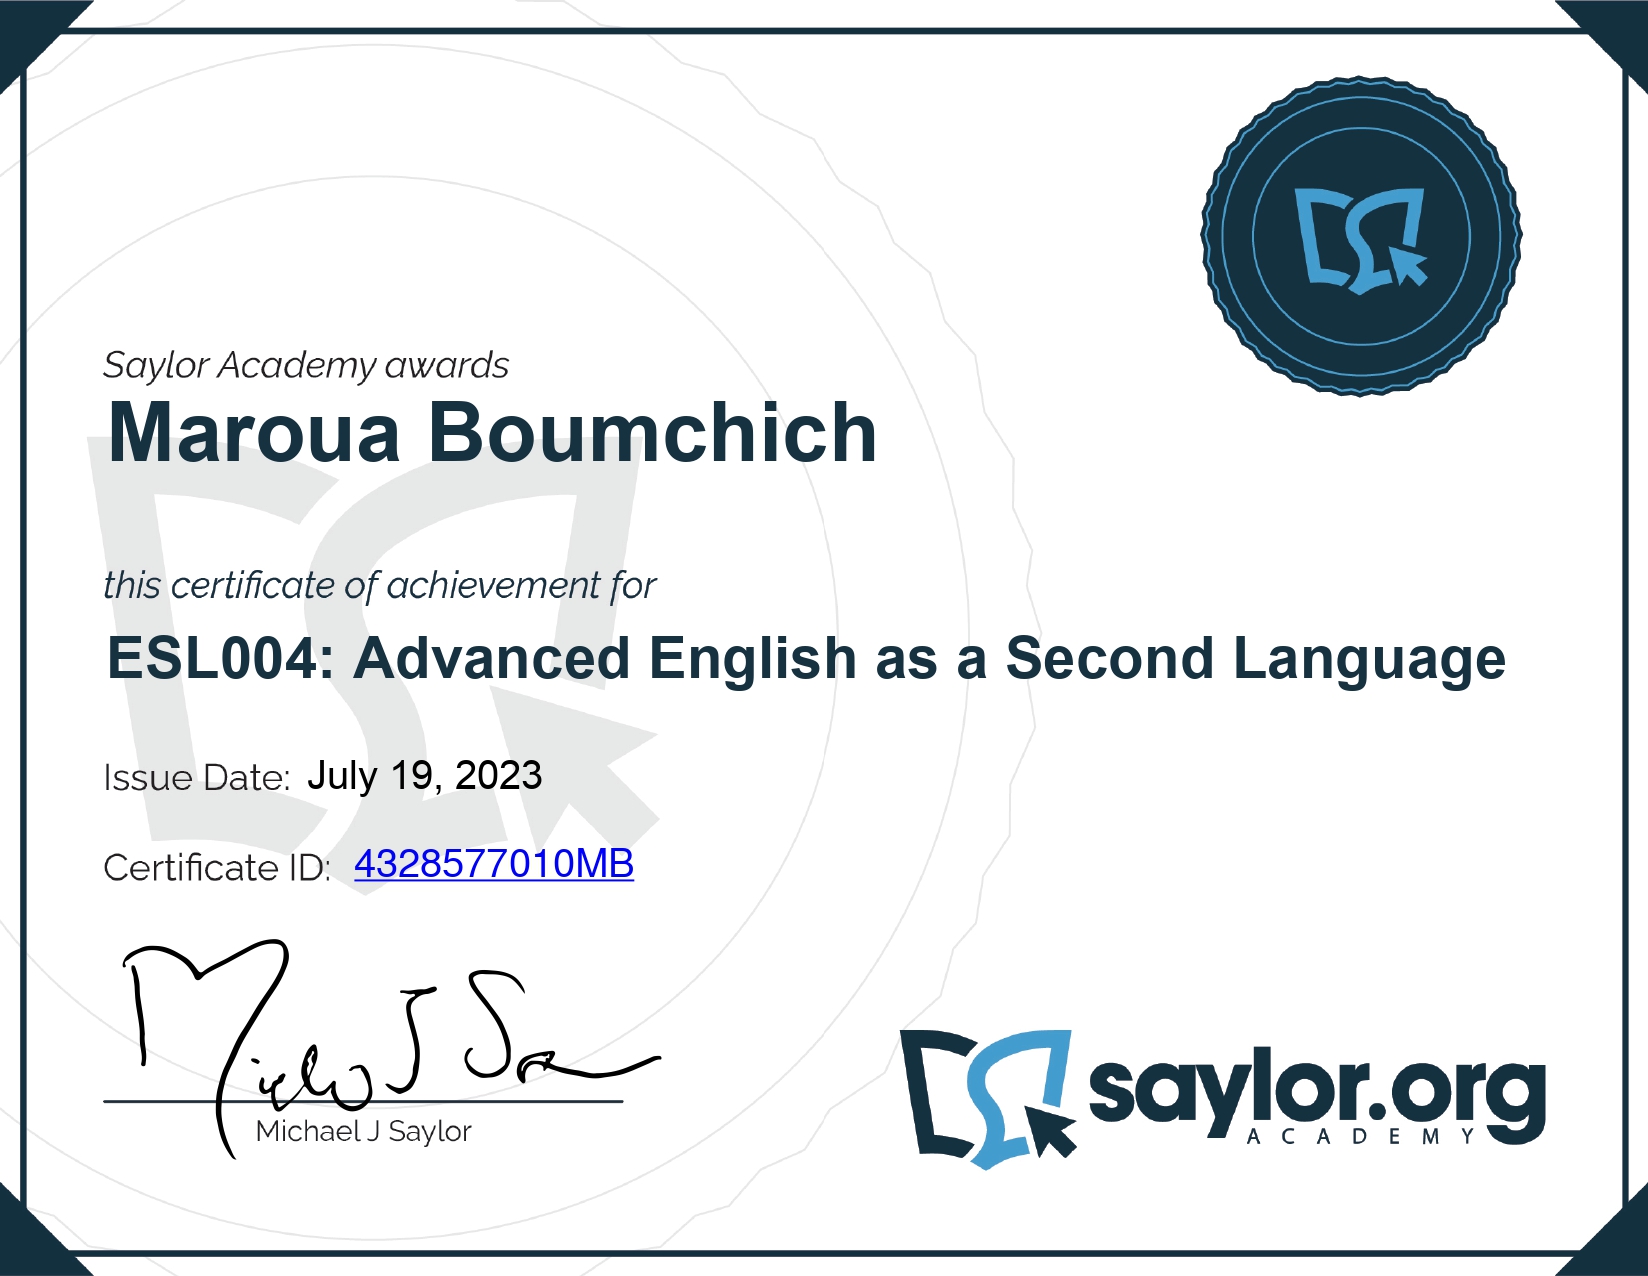 Saylor Academy awards
Maroua Boumchich
this certificate of achievement for
ESL004: Advanced English as a Second Language
Issue Date: July 19, 2023
Certificate ID: 4328577010MB
Michael J Saylor
saylor.org
ACADEMY